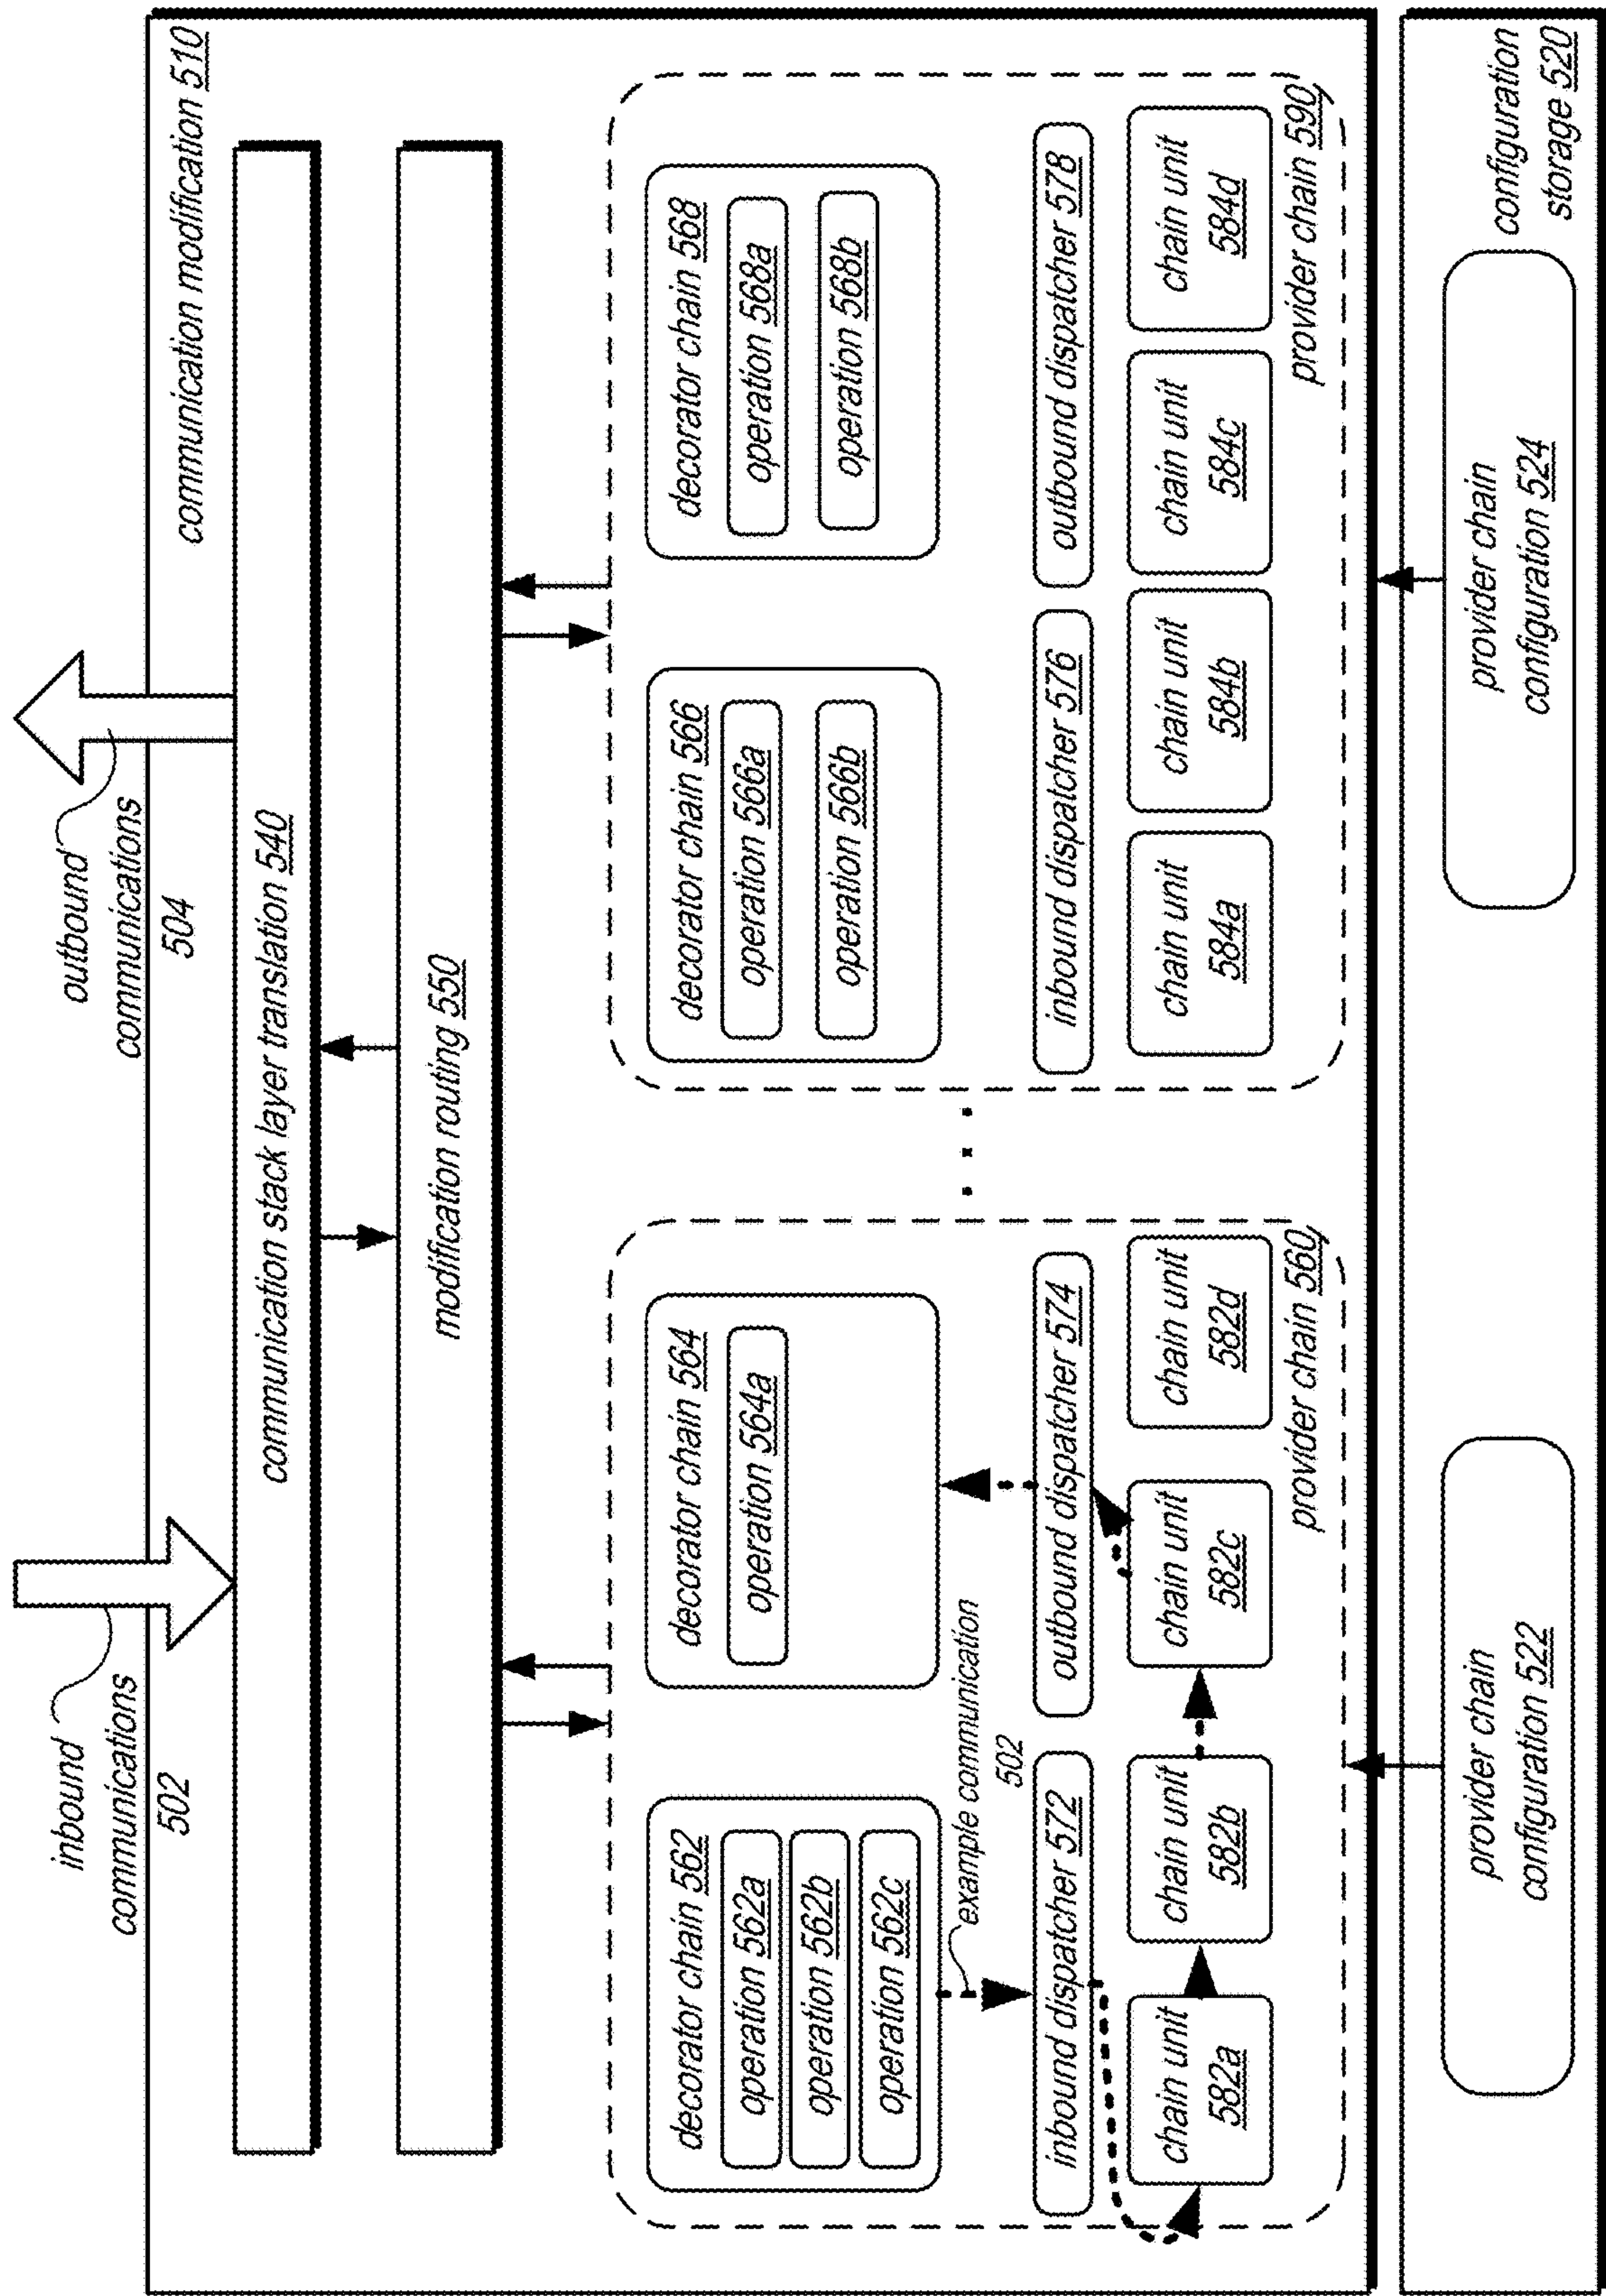 inbound
communications
502
outbound
communications
504
communication modification 510
communication stack layer translation 540
modification routing 550
decorator chain 562
operation 562a
operation 562b
operation 562c
decorator chain 564
operation 564a
example communication
502
inbound dispatcher 572
outbound dispatcher 574
chain unit
582a
chain unit
582b
chain unit
582c
chain unit
582d
provider chain 560
decorator chain 566
operation 566a
operation 566b
decorator chain 568
operation 568a
operation 568b
inbound dispatcher 576
outbound dispatcher 578
chain unit
584a
chain unit
584b
chain unit
584c
chain unit
584d
provider chain 590
provider chain
configuration 522
provider chain
configuration 524
configuration
storage 520